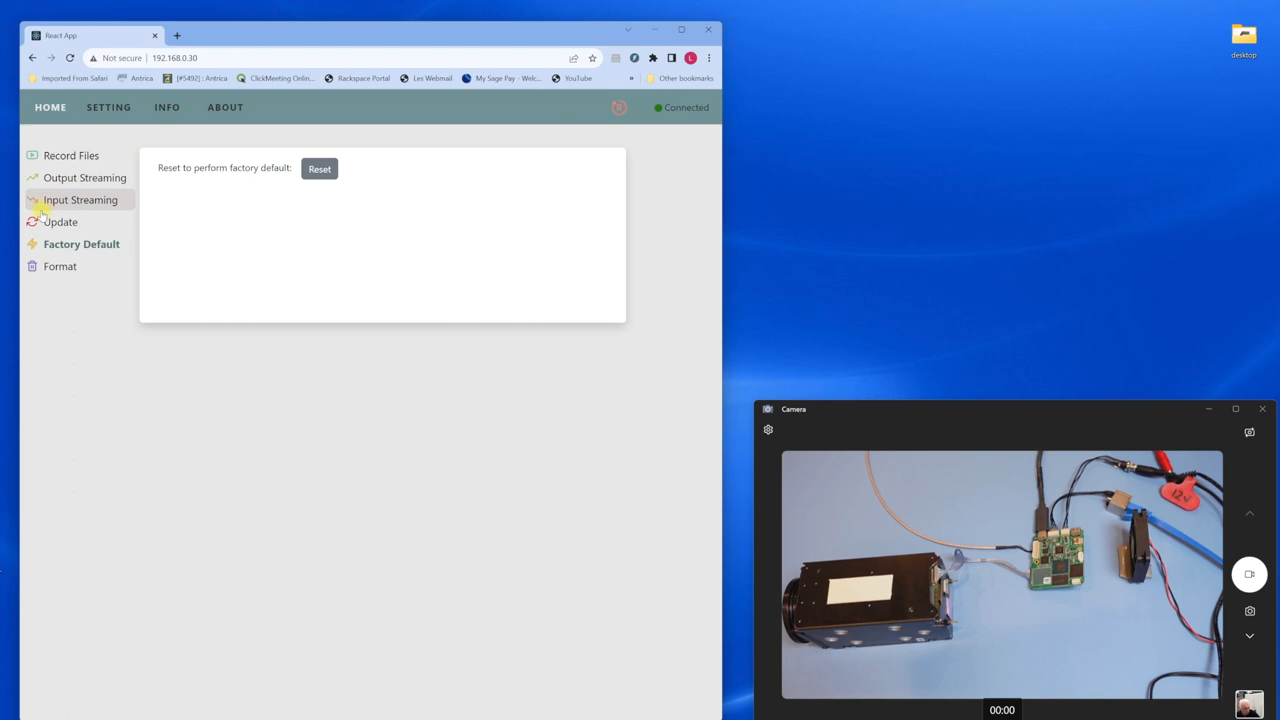 React App
Not secure 192.168.0.30
Imported From Safari Antrica [#5492] : Antrica ClickMeeting Onlin... Rackspace Portal Les Webmail My Sage Pay - Welc... YouTube » Other bookmarks
L
HOME SETTING INFO ABOUT Connected
Record Files
Output Streaming
Input Streaming
Update
Factory Default
Format
Reset to perform factory default: Reset
desktop
Camera
12V
00:00